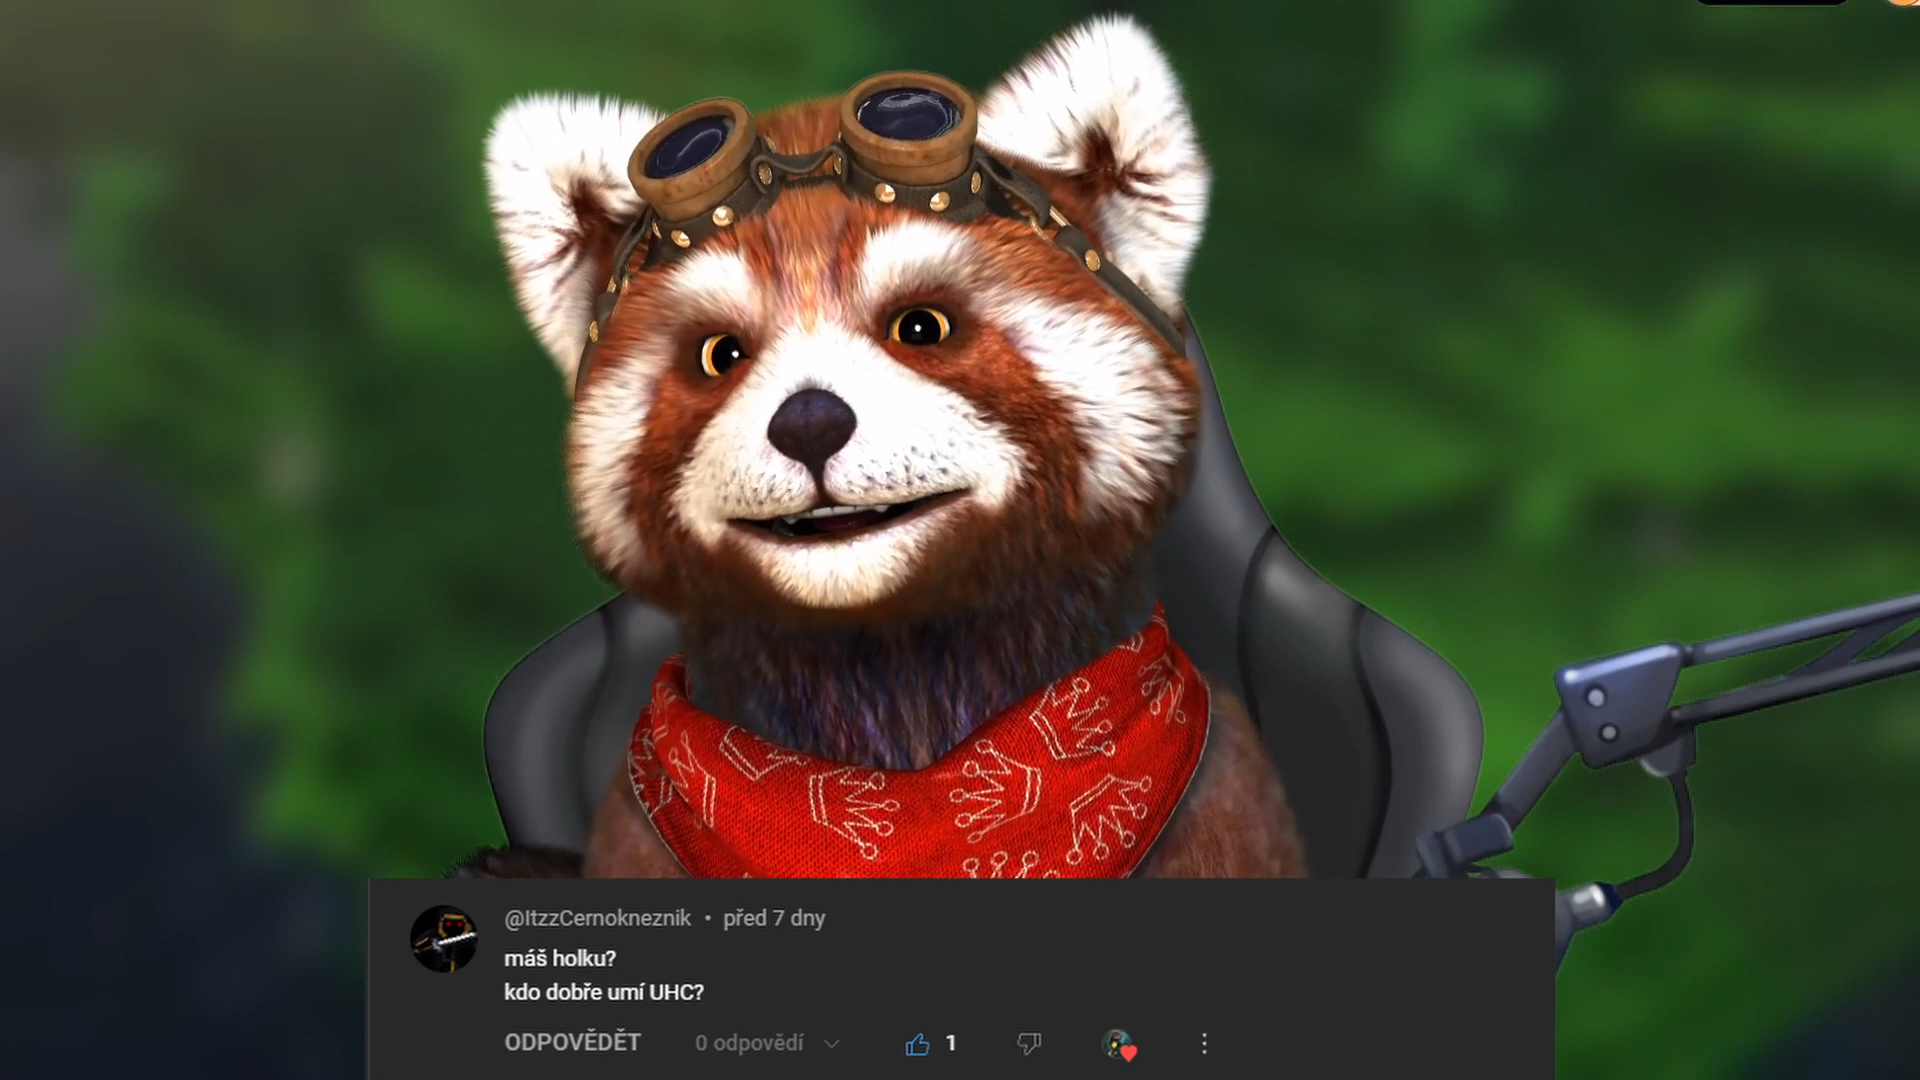 @ItzzCernokneznik • před 7 dny
máš holku?
kdo dobře umí UHC?
ODPOVĚDĚT 0 odpovědí 1